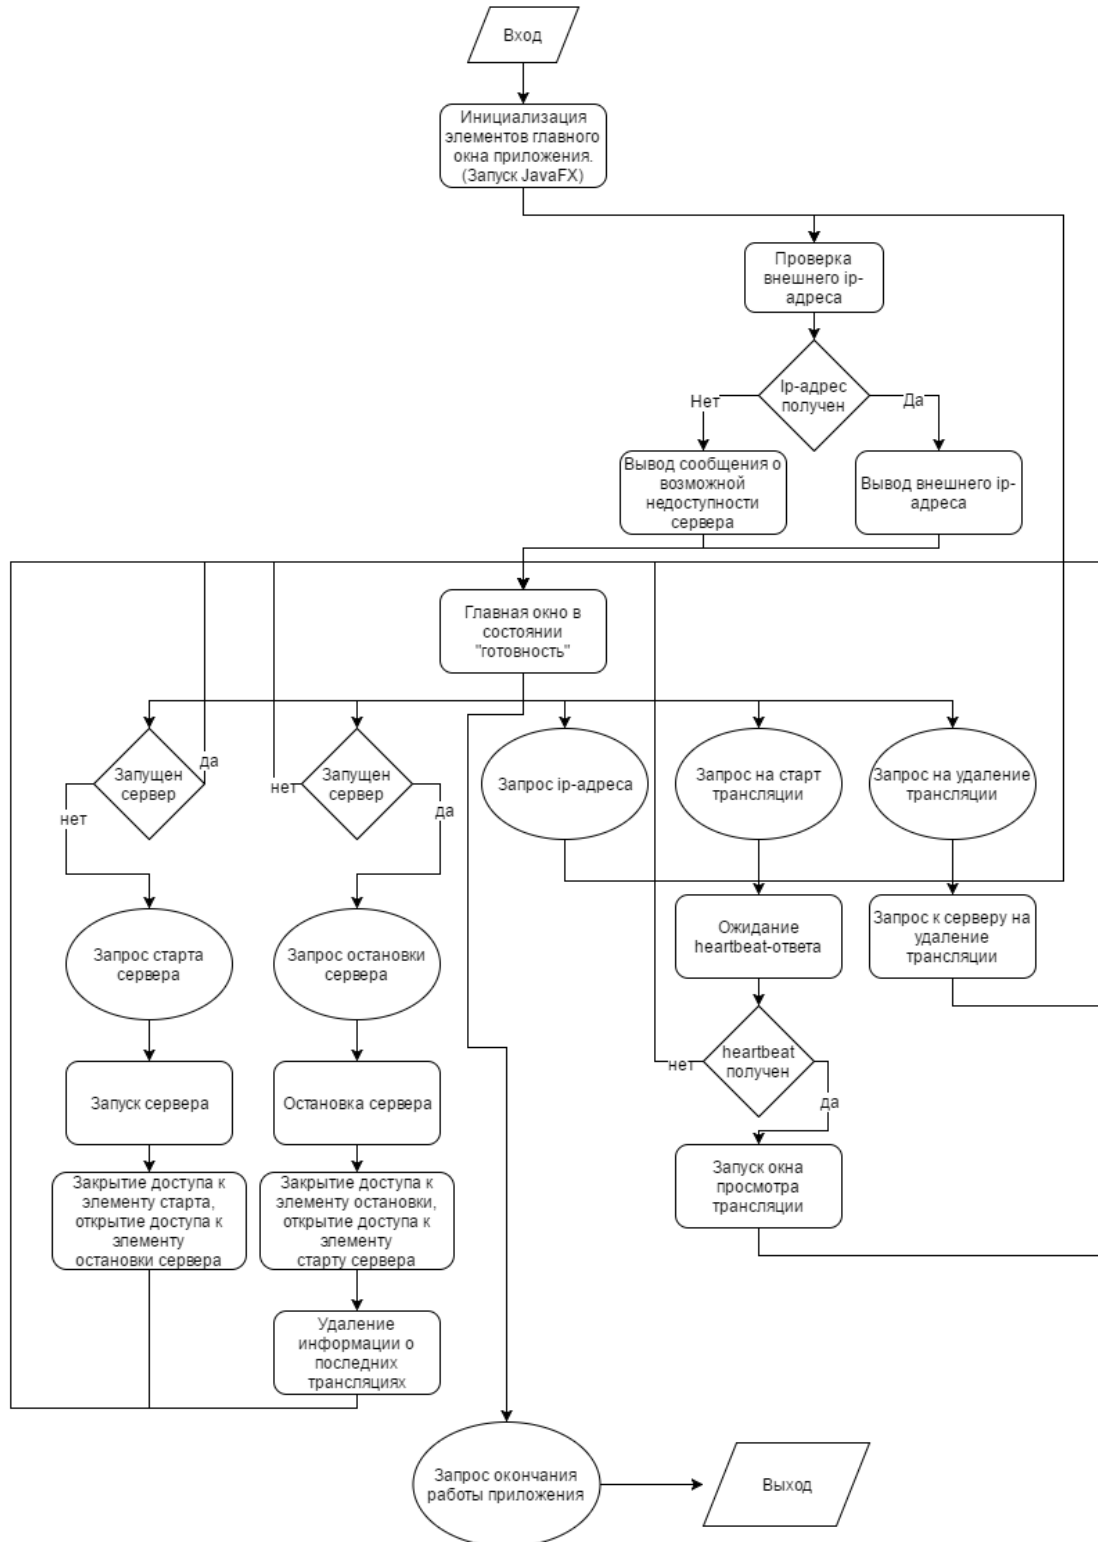 Вход
Инициализация
элементов главного
окна приложения.
(Запуск JavaFX)
Проверка
внешнего ip-
адреса
Ip-адрес
получен
Нет
Да
Вывод сообщения о
возможной
недоступности
сервера
Вывод внешнего ip-
адреса
Главная окно в
состоянии
"готовность"
Запущен
сервер
да
нет
Запущен
сервер
нет
да
Запрос ip-адреса
Запрос на старт
трансляции
Запрос на удаление
трансляции
Запрос старта
сервера
Запрос остановки
сервера
Ожидание
heartbeat-ответа
Запрос к серверу на
удаление
трансляции
heartbeat
получен
нет
да
Запуск сервера
Остановка сервера
Запуск окна
просмотра
трансляции
Закрытие доступа к
элементу старта,
открытие доступа к
элементу
остановки сервера
Закрытие доступа к
элементу остановки,
открытие доступа к
элементу
старту сервера
Удаление
информации о
последних
трансляциях
Запрос окончания
работы приложения
Выход